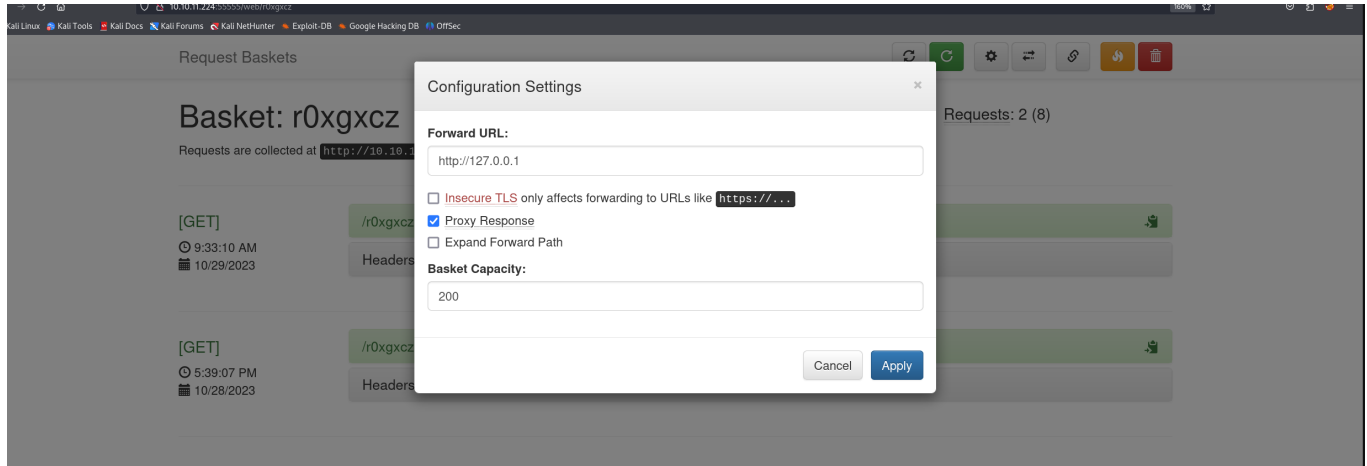 10.10.11.224:55555/web/r0xgxcz
160%
Kali Linux Kali Tools Kali Docs Kali Forums Kali NetHunter Exploit-DB Google Hacking DB OffSec
Request Baskets
Configuration Settings ×
Basket: r0xgxcz
Requests: 2 (8)
Requests are collected at http://10.10.1
Forward URL:
http://127.0.0.1
Insecure TLS only affects forwarding to URLs like https://...
Proxy Response
Expand Forward Path
Basket Capacity:
200
Cancel Apply
[GET] /r0xgxcz
9:33:10 AM
10/29/2023
Headers
[GET] /r0xgxcz
5:39:07 PM
10/28/2023
Headers